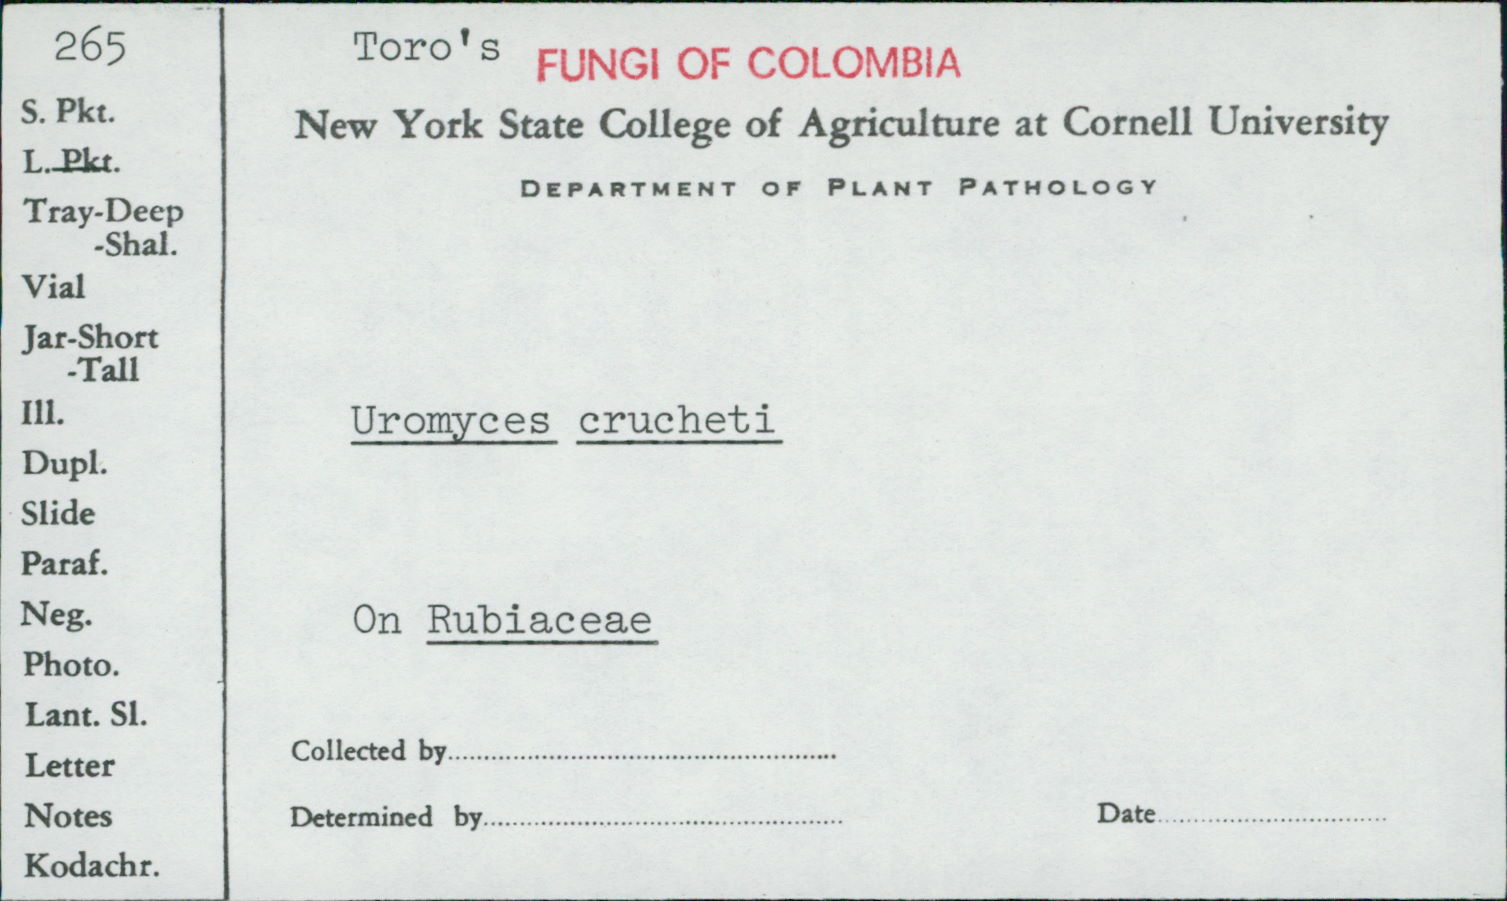 265
S. Pkt.
L. Pkt.
Tray-Deep
-Shal.
Vial
Jar-Short
-Tall
Ill.
Dupl.
Slide
Paraf.
Neg.
Photo.
Lant. Sl.
Letter
Notes
Kodachr.
Toro's FUNGI OF COLOMBIA
New York State College of Agriculture at Cornell University
DEPARTMENT OF PLANT PATHOLOGY
Uromyces crucheti
On Rubiaceae
Collected by
Determined by
Date